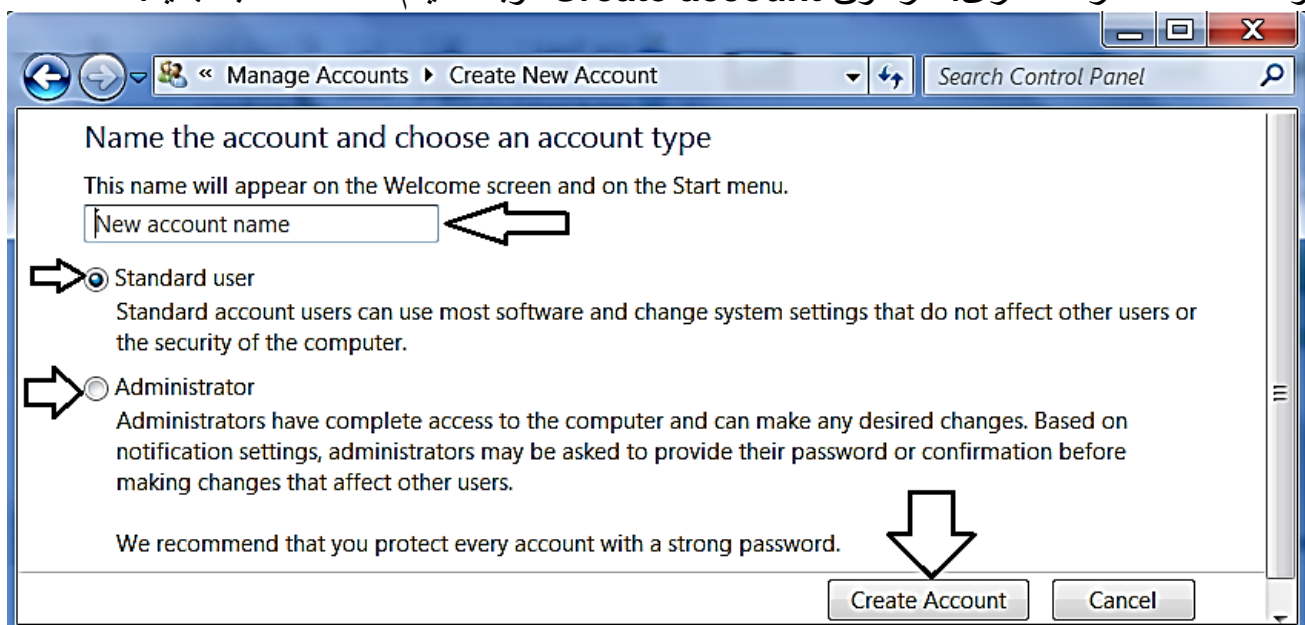 Create account
« Manage Accounts ▸ Create New Account
Search Control Panel
Name the account and choose an account type
This name will appear on the Welcome screen and on the Start menu.
New account name
Standard user
Standard account users can use most software and change system settings that do not affect other users or
the security of the computer.
Administrator
Administrators have complete access to the computer and can make any desired changes. Based on
notification settings, administrators may be asked to provide their password or confirmation before
making changes that affect other users.
We recommend that you protect every account with a strong password.
Create Account
Cancel